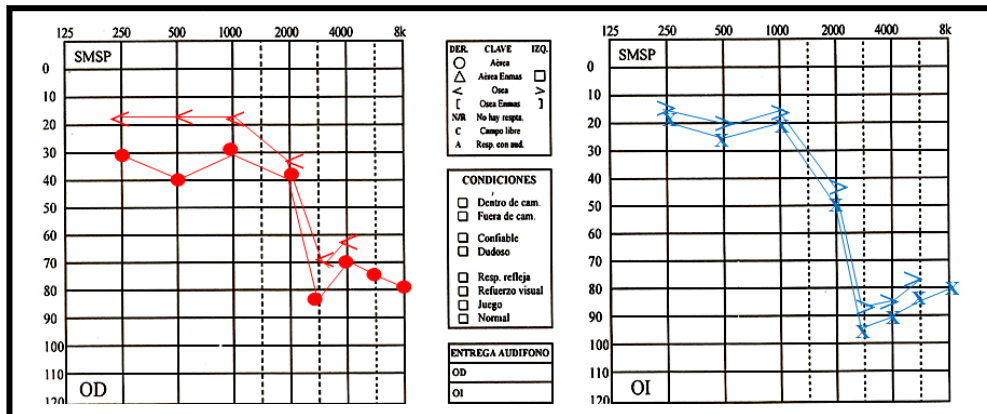 125 250 500 1000 2000 4000 8k
SMSP
0
10
20
30
40
50
60
70
80
90
100
110
120
OD
DER. CLAVE IZQ.
Aèrea
Aèrea Enmas
< Osea >
[ Osea Enmas ]
N/R No hay respta.
C Campo libre
A Resp. con aud.
CONDICIONES
Dentro de cam.
Fuera de cam.
Confiable
Dudoso
Resp. refleja
Refuerzo visual
Juego
Normal
ENTREGA AUDIFONO
OD
OI
125 250 500 1000 2000 4000 8k
SMSP
0
10
20
30
40
50
60
70
80
90
100
110
120
OI